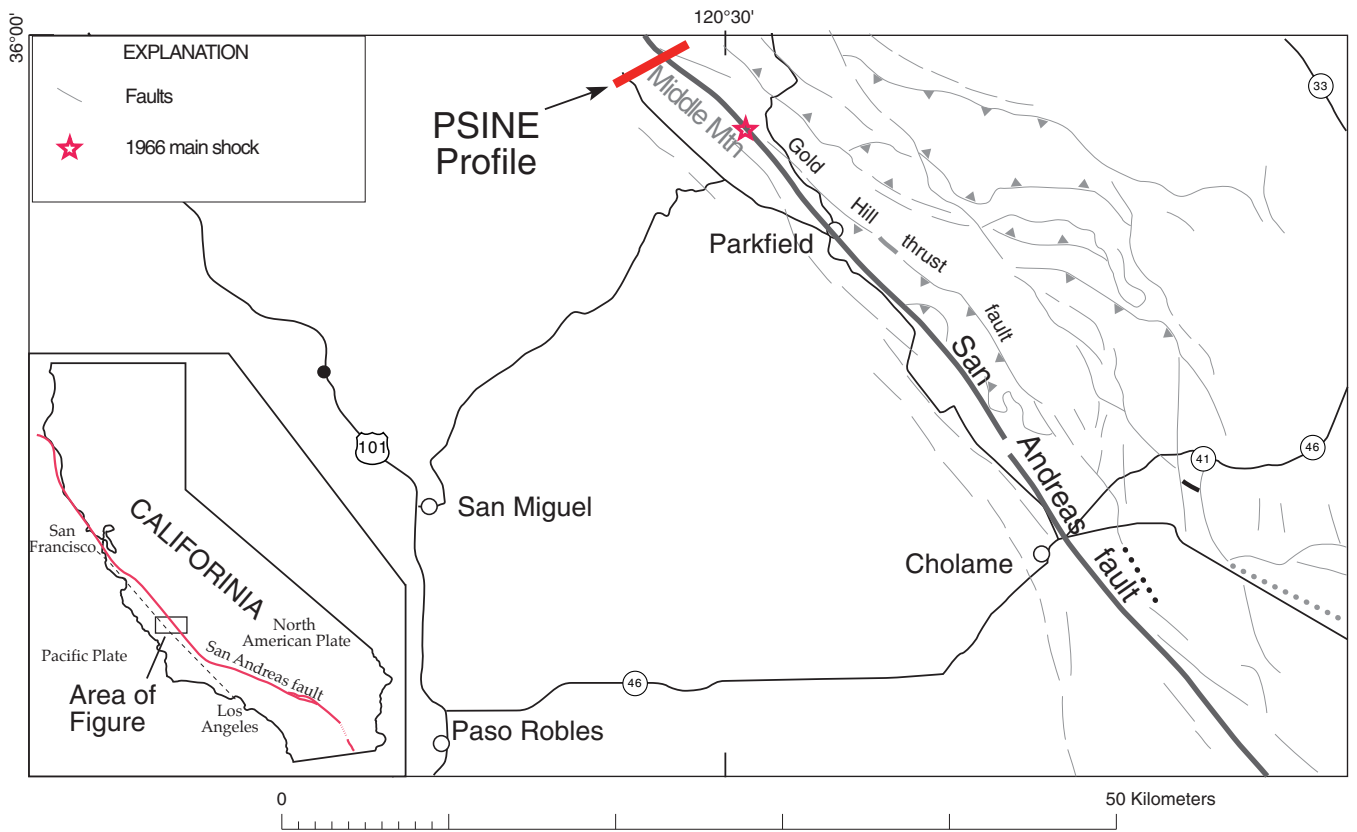 120°30'
36°00'
EXPLANATION
Faults
1966 main shock
PSINE
Profile
Middle Mtn
33
Gold
Hill
thrust
fault
Parkfield
San
Andreas
fault
101
San Miguel
41
46
Cholame
46
Paso Robles
CALIFORINIA
San
Francisco
North
American Plate
Pacific Plate
San Andreas fault
Area of
Figure
Los
Angeles
0
50 Kilometers